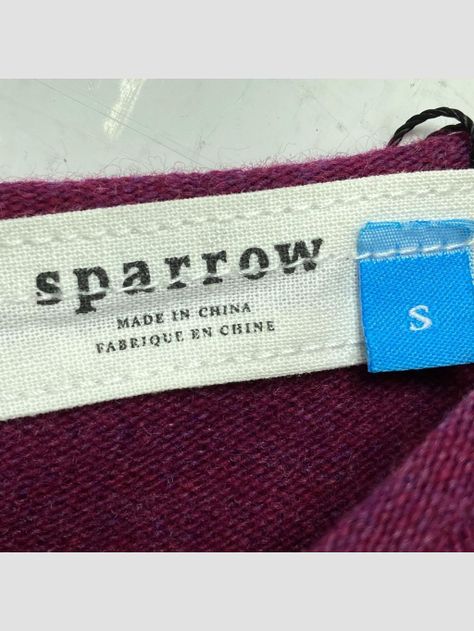 sparrow
MADE IN CHINA
FABRIQUE EN CHINE
S